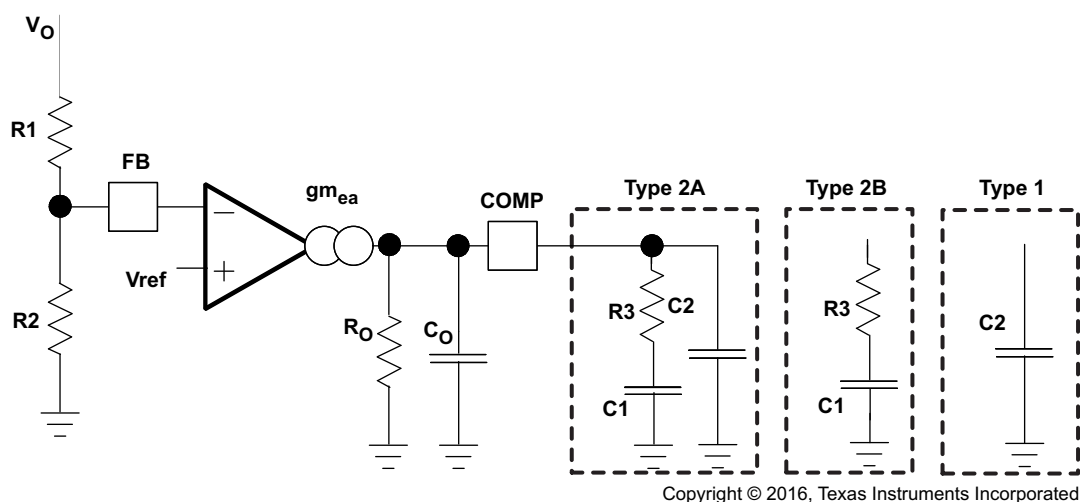 VO
R1
FB
gmea
COMP
Type 2A
Type 2B
Type 1
Vref
R2
RO
CO
R3
C2
C1
R3
C1
C2
Copyright © 2016, Texas Instruments Incorporated